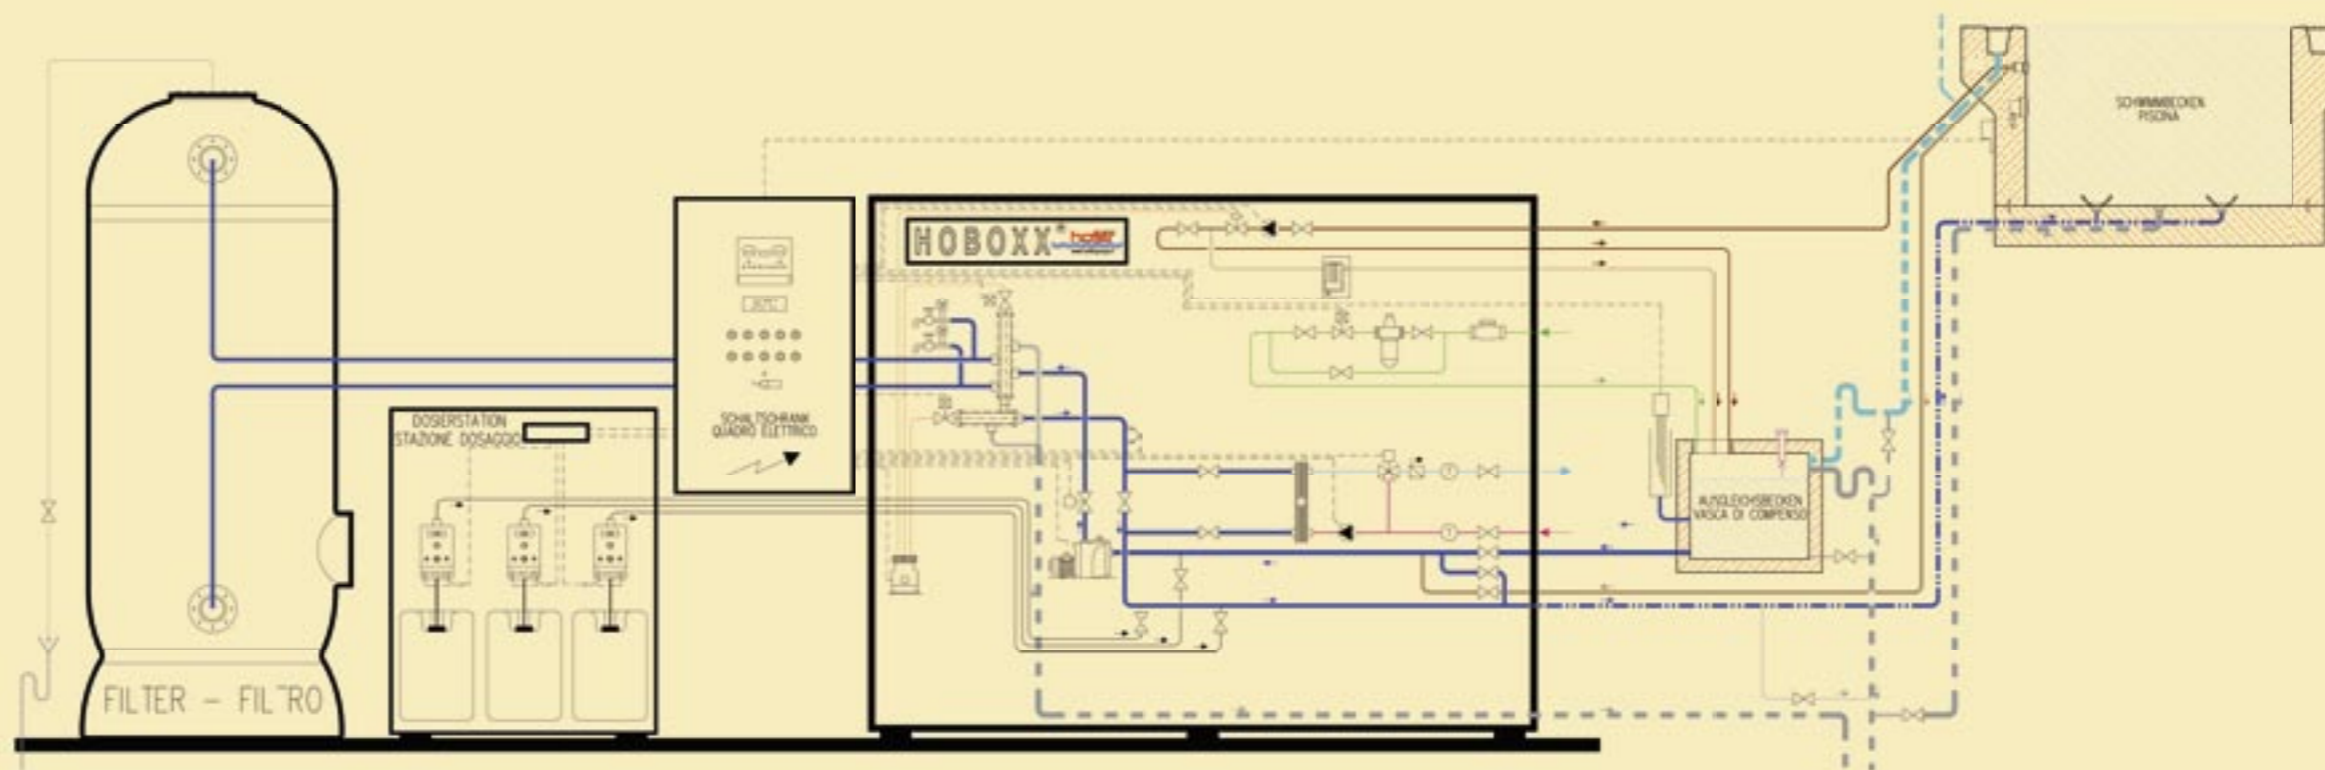 SCHWIMMBECKEN
PISCINA
HOBOXX®
DOSIERSTATION
STAZIONE DOSAGGIO
SCHALTSCHRANK
QUADRO ELETTRICO
AUSGLEICHSBECKEN
VASCA DI COMPENSO
FILTER - FILTRO